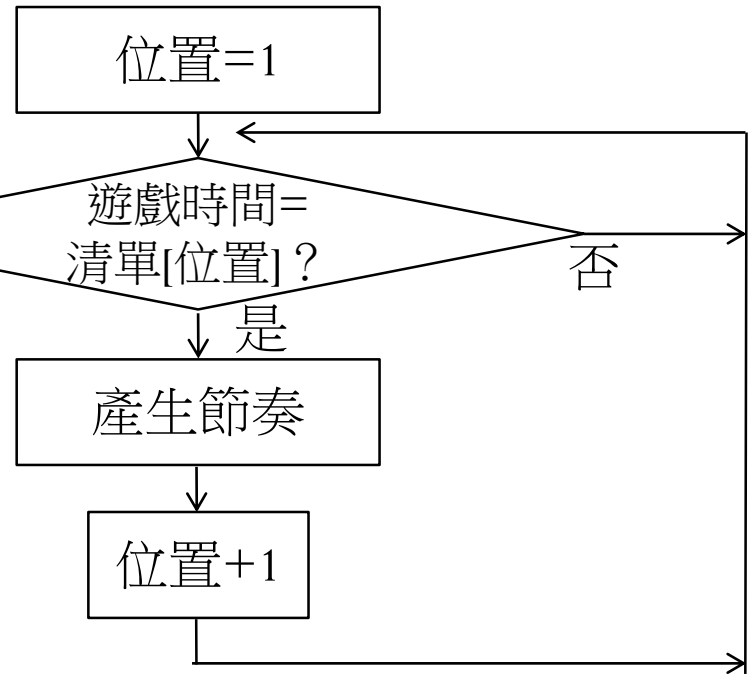 位置=1
遊戲時間=
清單[位置]？
否
是
產生節奏
位置+1